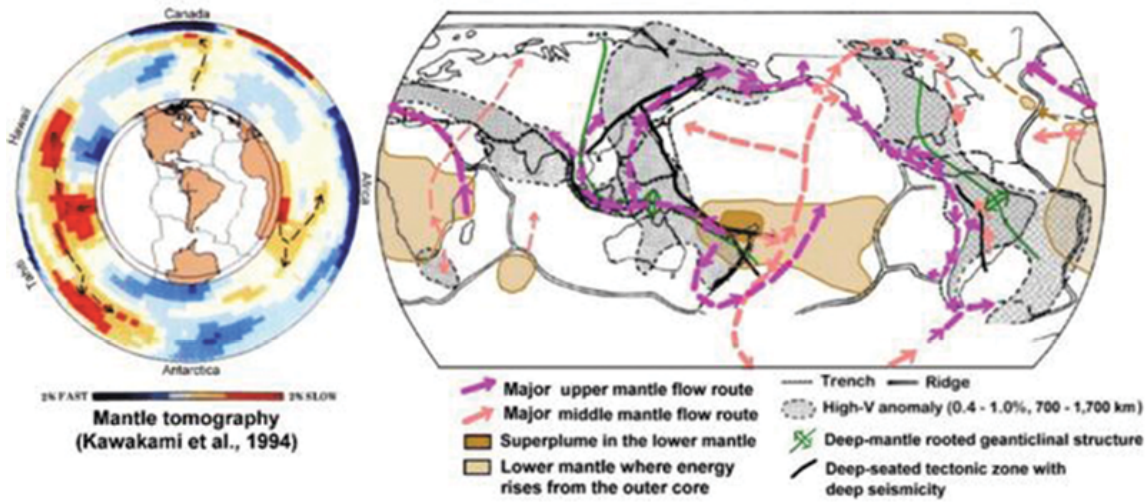 Canada
Hawaii
Africa
Tahiti
Antarctica
2% FAST
2% SLOW
Mantle tomography
(Kawakami et al., 1994)
Major upper mantle flow route
Major middle mantle flow route
Superplume in the lower mantle
Lower mantle where energy
rises from the outer core
Trench
Ridge
High-V anomaly (0.4 - 1.0%, 700 - 1,700 km)
Deep-mantle rooted geanticlinal structure
Deep-seated tectonic zone with
deep seismicity